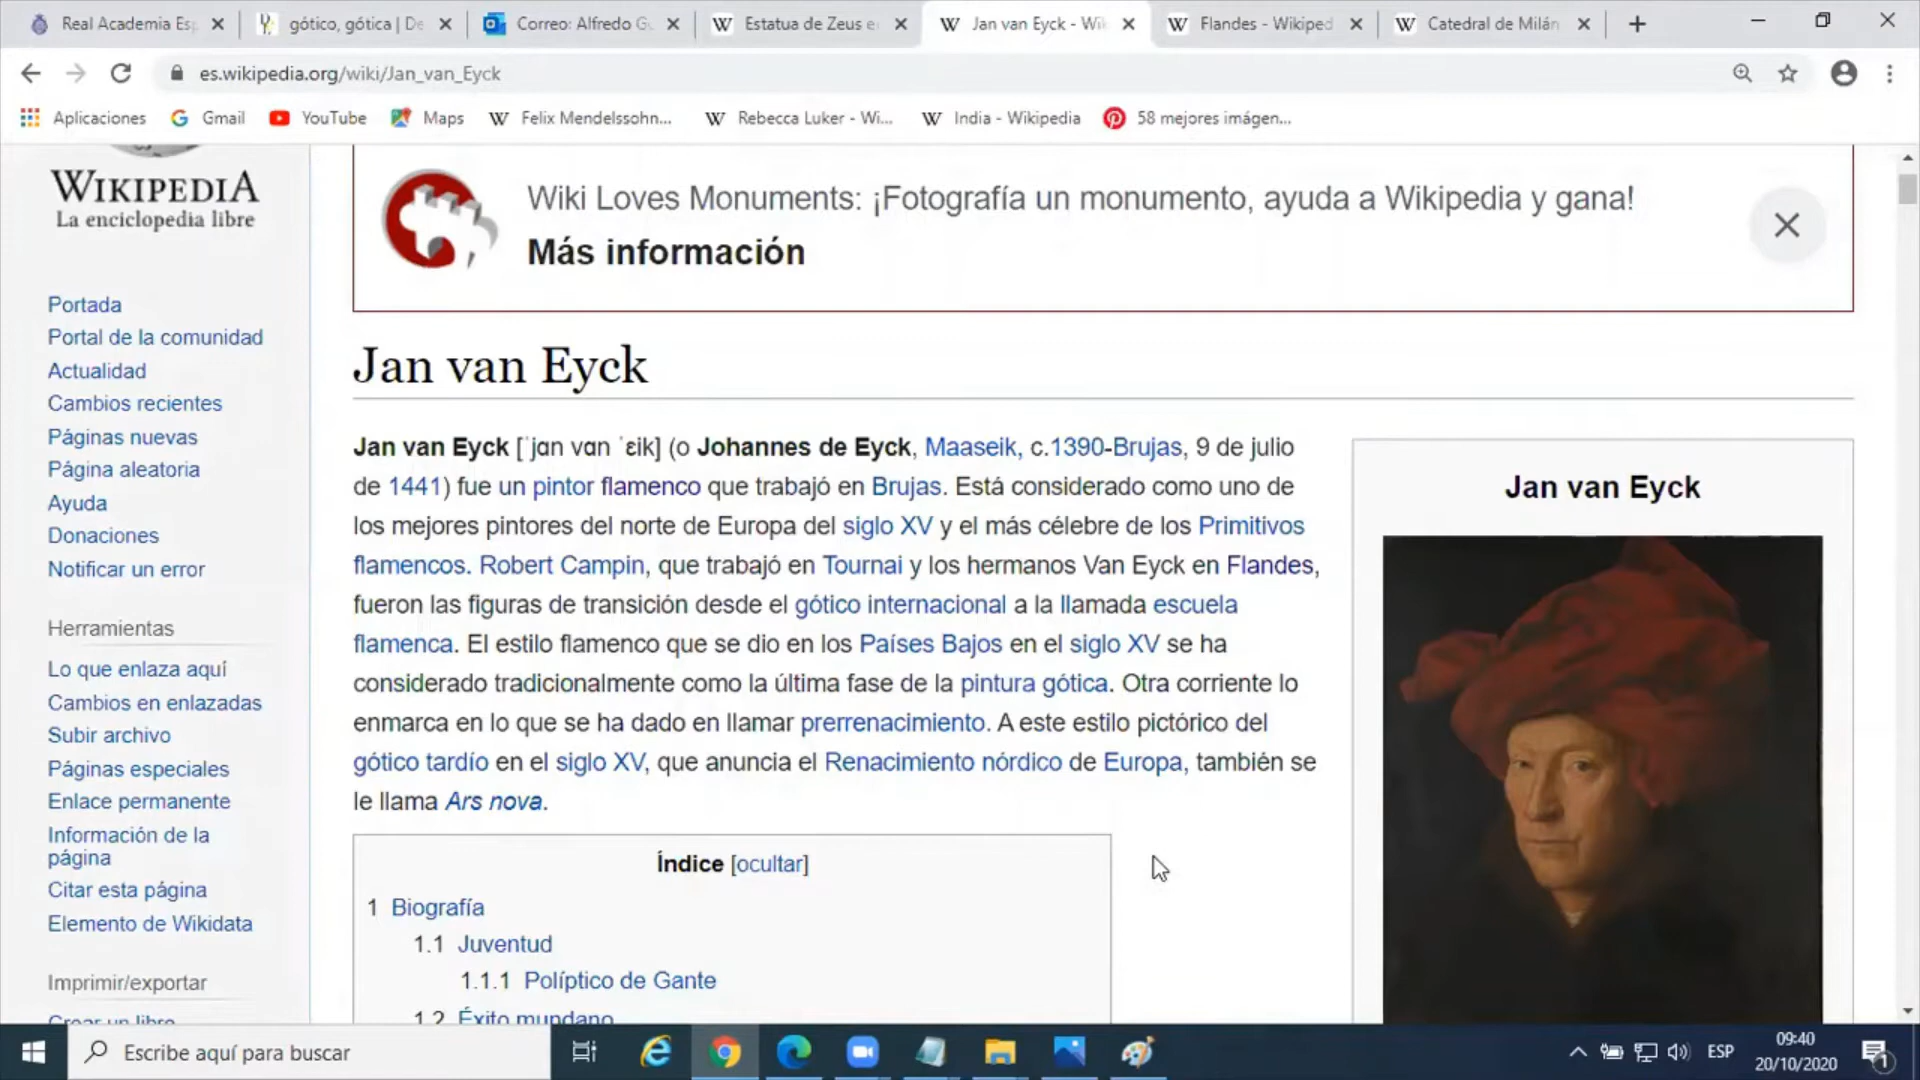 Real Academia Esp
gótico, gótica | De
Correo: Alfredo G
Estatua de Zeus e
Jan van Eyck - Wik
Flandes - Wikiped
Catedral de Milán
es.wikipedia.org/wiki/Jan_van_Eyck
Aplicaciones
Gmail
YouTube
Maps
Felix Mendelssohn...
Rebecca Luker - Wi...
India - Wikipedia
58 mejores imágen...
WIKIPEDIA
La enciclopedia libre
Portada
Portal de la comunidad
Actualidad
Cambios recientes
Páginas nuevas
Página aleatoria
Ayuda
Donaciones
Notificar un error
Herramientas
Lo que enlaza aquí
Cambios en enlazadas
Subir archivo
Páginas especiales
Enlace permanente
Información de la
página
Citar esta página
Elemento de Wikidata
Imprimir/exportar
Crear un libro
Wiki Loves Monuments: ¡Fotografía un monumento, ayuda a Wikipedia y gana!
Más información
Jan van Eyck
Jan van Eyck [ˈjɑn vɑn ˈɛik] (o Johannes de Eyck, Maaseik, c.1390-Brujas, 9 de julio
de 1441) fue un pintor flamenco que trabajó en Brujas. Está considerado como uno de
los mejores pintores del norte de Europa del siglo XV y el más célebre de los Primitivos
flamencos. Robert Campin, que trabajó en Tournai y los hermanos Van Eyck en Flandes,
fueron las figuras de transición desde el gótico internacional a la llamada escuela
flamenca. El estilo flamenco que se dio en los Países Bajos en el siglo XV se ha
considerado tradicionalmente como la última fase de la pintura gótica. Otra corriente lo
enmarca en lo que se ha dado en llamar prerrenacimiento. A este estilo pictórico del
gótico tardío en el siglo XV, que anuncia el Renacimiento nórdico de Europa, también se
le llama Ars nova.
Índice [ocultar]
1 Biografía
1.1 Juventud
1.1.1 Políptico de Gante
1.2 Éxito mundano
Jan van Eyck
Escribe aquí para buscar
ESP
09:40
20/10/2020
1